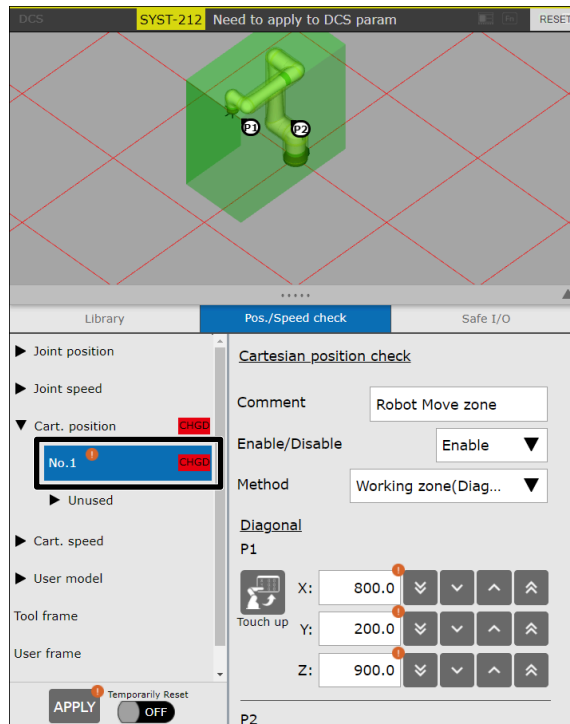 DCS SYST-212 Need to apply to DCS param RESET
P1 P2
Library Pos./Speed check Safe I/O
Joint position
Joint speed
Cart. position CHGD
No.1 ! CHGD
Unused
Cart. speed
User model
Tool frame
User frame
APPLY ! Temporarily Reset
OFF
Cartesian position check
Comment Robot Move zone
Enable/Disable Enable
Method Working zone(Diag...
Diagonal
P1
Touch up
X: 800.0 !
Y: 200.0 !
Z: 900.0 !
P2